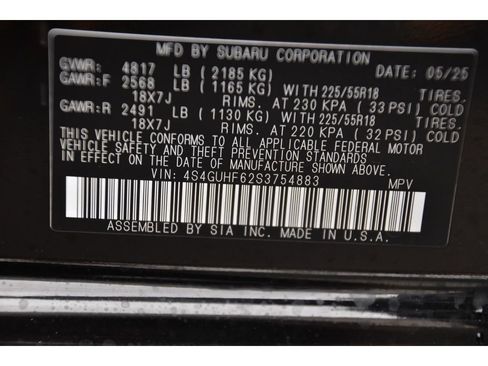 MFD BY SUBARU CORPORATION
GVWR: 4817 LB ( 2185 KG) DATE: 05/25
GAWR:F 2568 LB ( 1165 KG) WITH 225/55R18 TIRES.
18X7J RIMS. AT 230 KPA ( 33 PSI) COLD
GAWR:R 2491 LB ( 1130 KG) WITH 225/55R18 TIRES.
18X7J RIMS. AT 220 KPA ( 32 PSI) COLD
THIS VEHICLE CONFORMS TO ALL APPLICABLE FEDERAL MOTOR
VEHICLE SAFETY AND THEFT PREVENTION STANDARDS
IN EFFECT ON THE DATE OF MANUFACTURE SHOWN ABOVE.
VIN: 4S4GUHF62S3754883 MPV
ASSEMBLED BY SIA INC. MADE IN U.S.A.